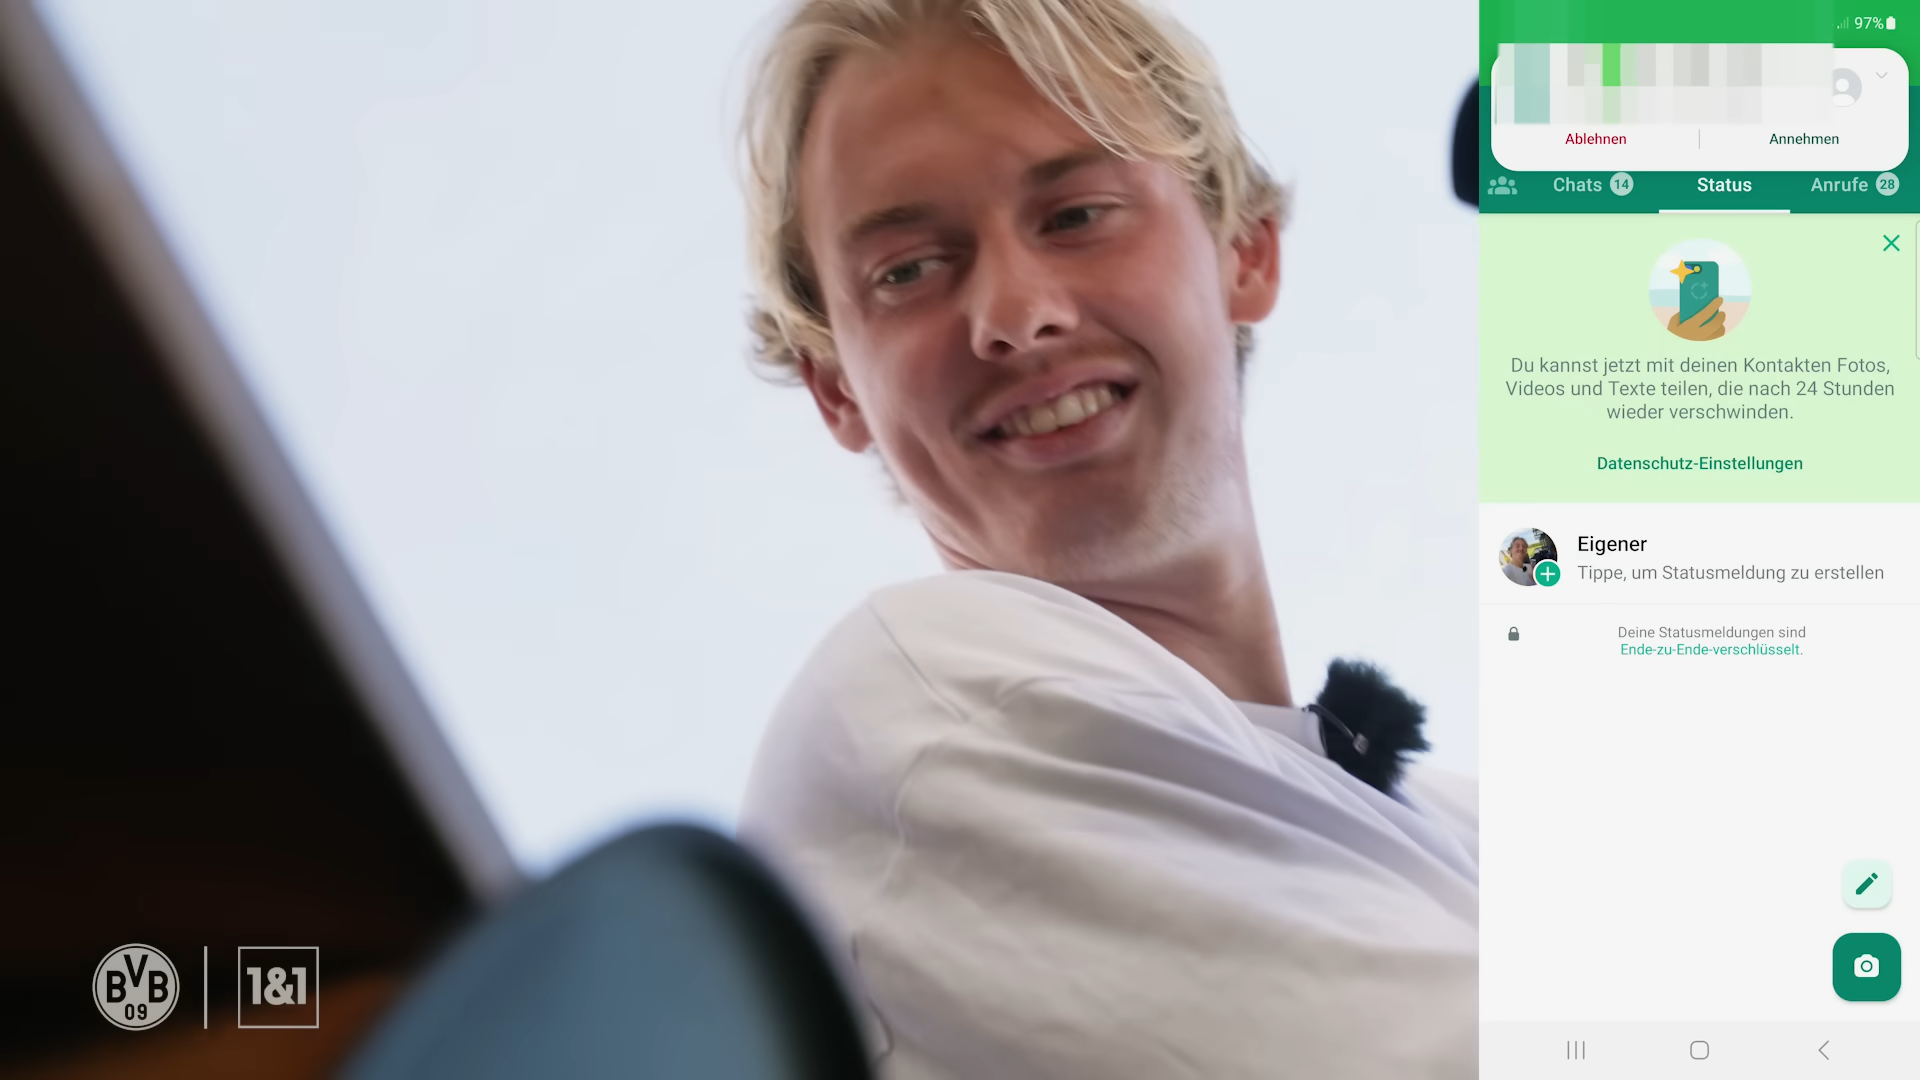 97%
Ablehnen
Annehmen
Chats 14
Status
Anrufe 28
Du kannst jetzt mit deinen Kontakten Fotos,
Videos und Texte teilen, die nach 24 Stunden
wieder verschwinden.
Datenschutz-Einstellungen
Eigener
Tippe, um Statusmeldung zu erstellen
Deine Statusmeldungen sind
Ende-zu-Ende-verschlüsselt.
BVB
09
1&1